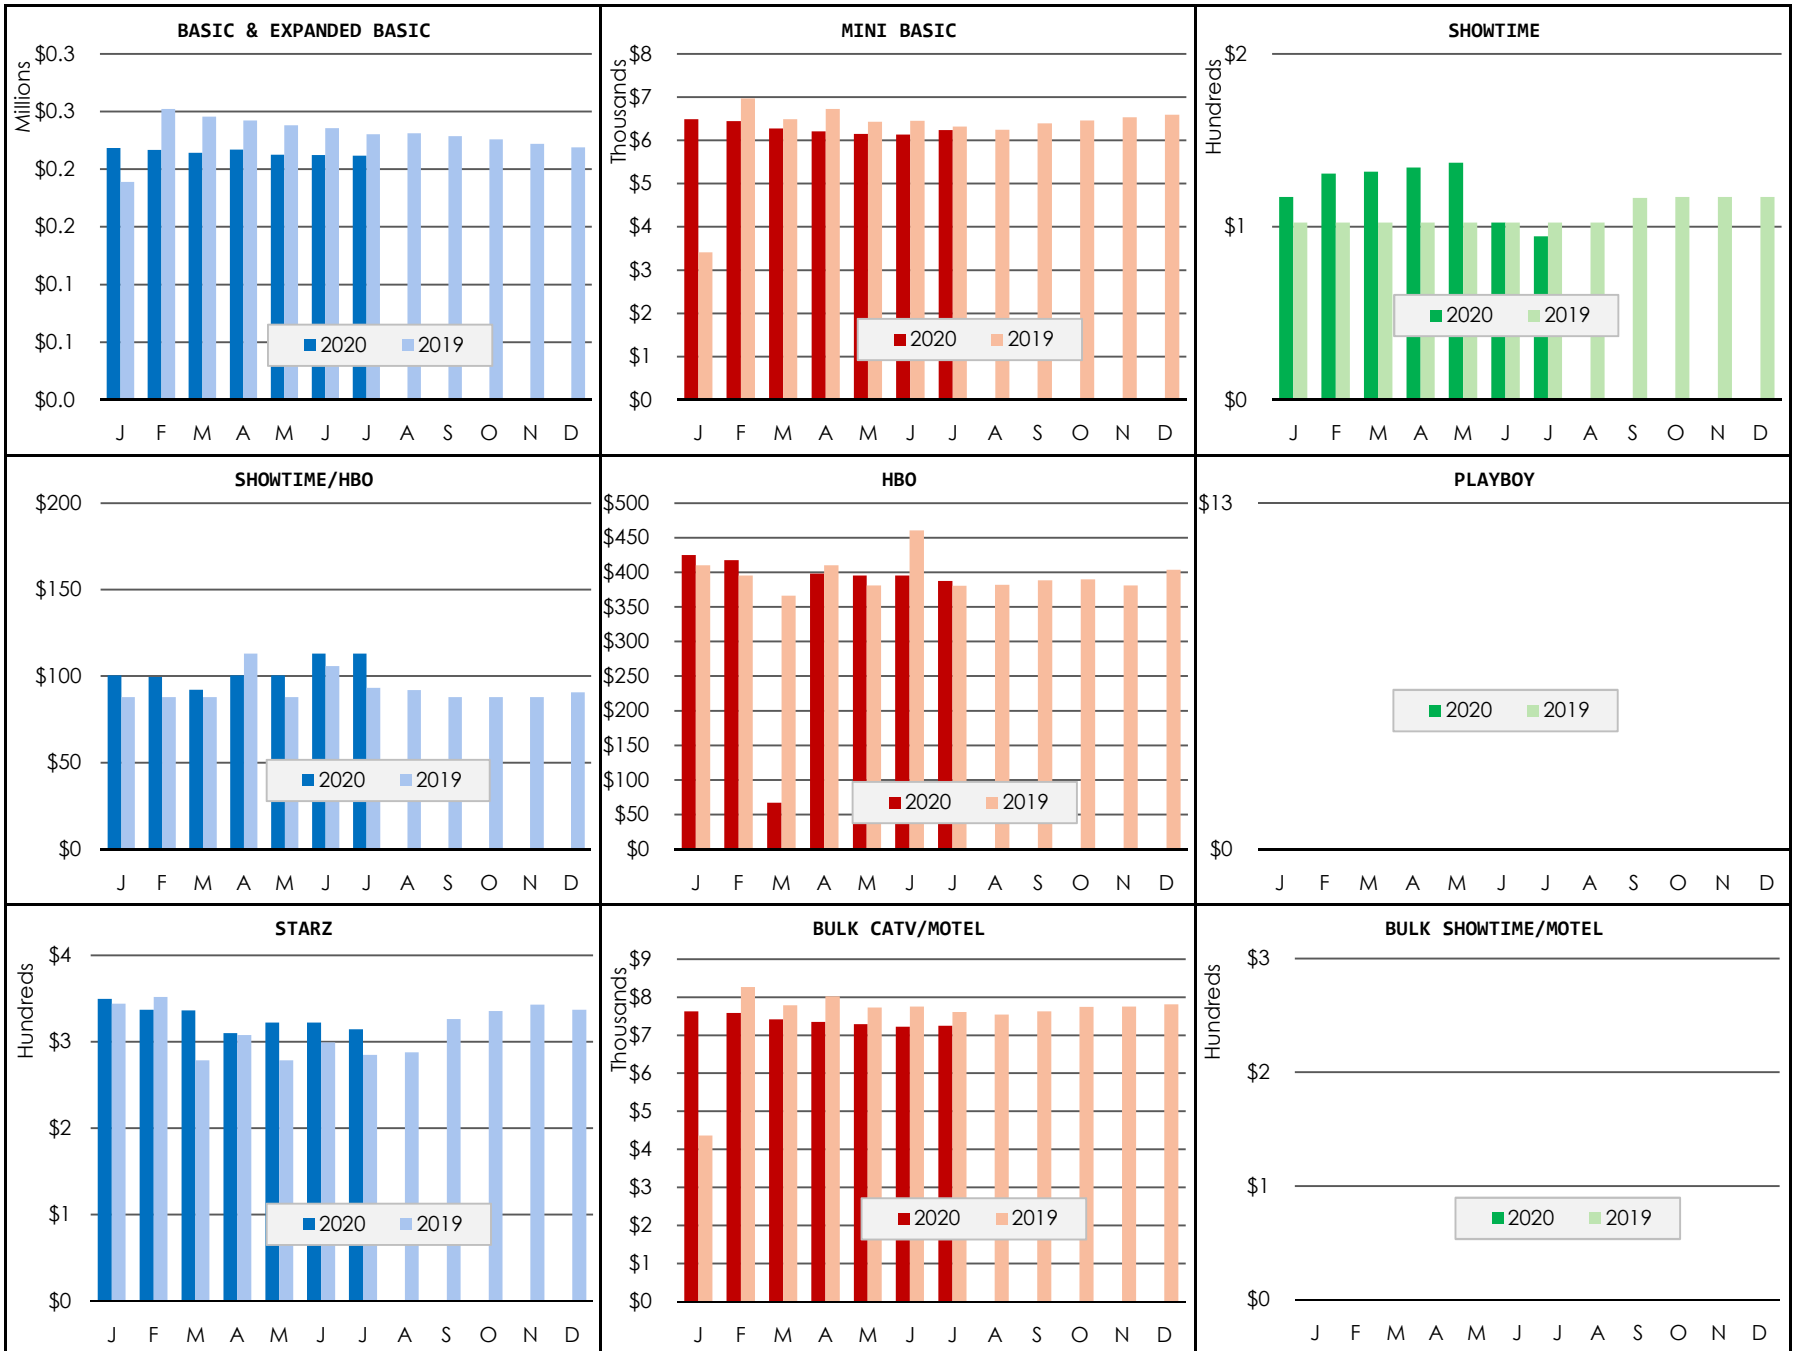 BASIC & EXPANDED BASIC
Millions
$0.3
$0.3
$0.2
$0.2
$0.1
$0.1
$0.0
2020 2019
J F M A M J J A S O N D
MINI BASIC
Thousands
$8
$7
$6
$5
$4
$3
$2
$1
$0
2020 2019
J F M A M J J A S O N D
SHOWTIME
Hundreds
$2
$1
$0
2020 2019
J F M A M J J A S O N D
SHOWTIME/HBO
$200
$150
$100
$50
$0
2020 2019
J F M A M J J A S O N D
HBO
$500
$450
$400
$350
$300
$250
$200
$150
$100
$50
$0
2020 2019
J F M A M J J A S O N D
PLAYBOY
$13
$0
2020 2019
J F M A M J J A S O N D
STARZ
Hundreds
$4
$3
$2
$1
$0
2020 2019
J F M A M J J A S O N D
BULK CATV/MOTEL
Thousands
$9
$8
$7
$6
$5
$4
$3
$2
$1
$0
2020 2019
J F M A M J J A S O N D
BULK SHOWTIME/MOTEL
Hundreds
$3
$2
$1
$0
2020 2019
J F M A M J J A S O N D